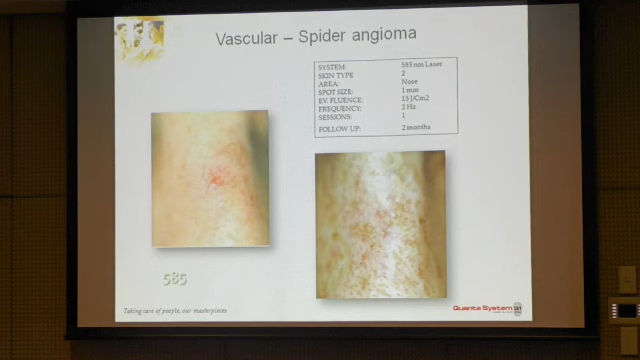 Vascular – Spider angioma
SYSTEM: 585 nm Laser
SKIN TYPE 2
AREA: Nose
SPOT SIZE: 1 mm
EV. FLUENCE: 15 J/Cm2
FREQUENCY: 2 Hz
SESSIONS: 1
FOLLOW UP: 2 months
585
Taking care of people, our masterpieces
Quanta System